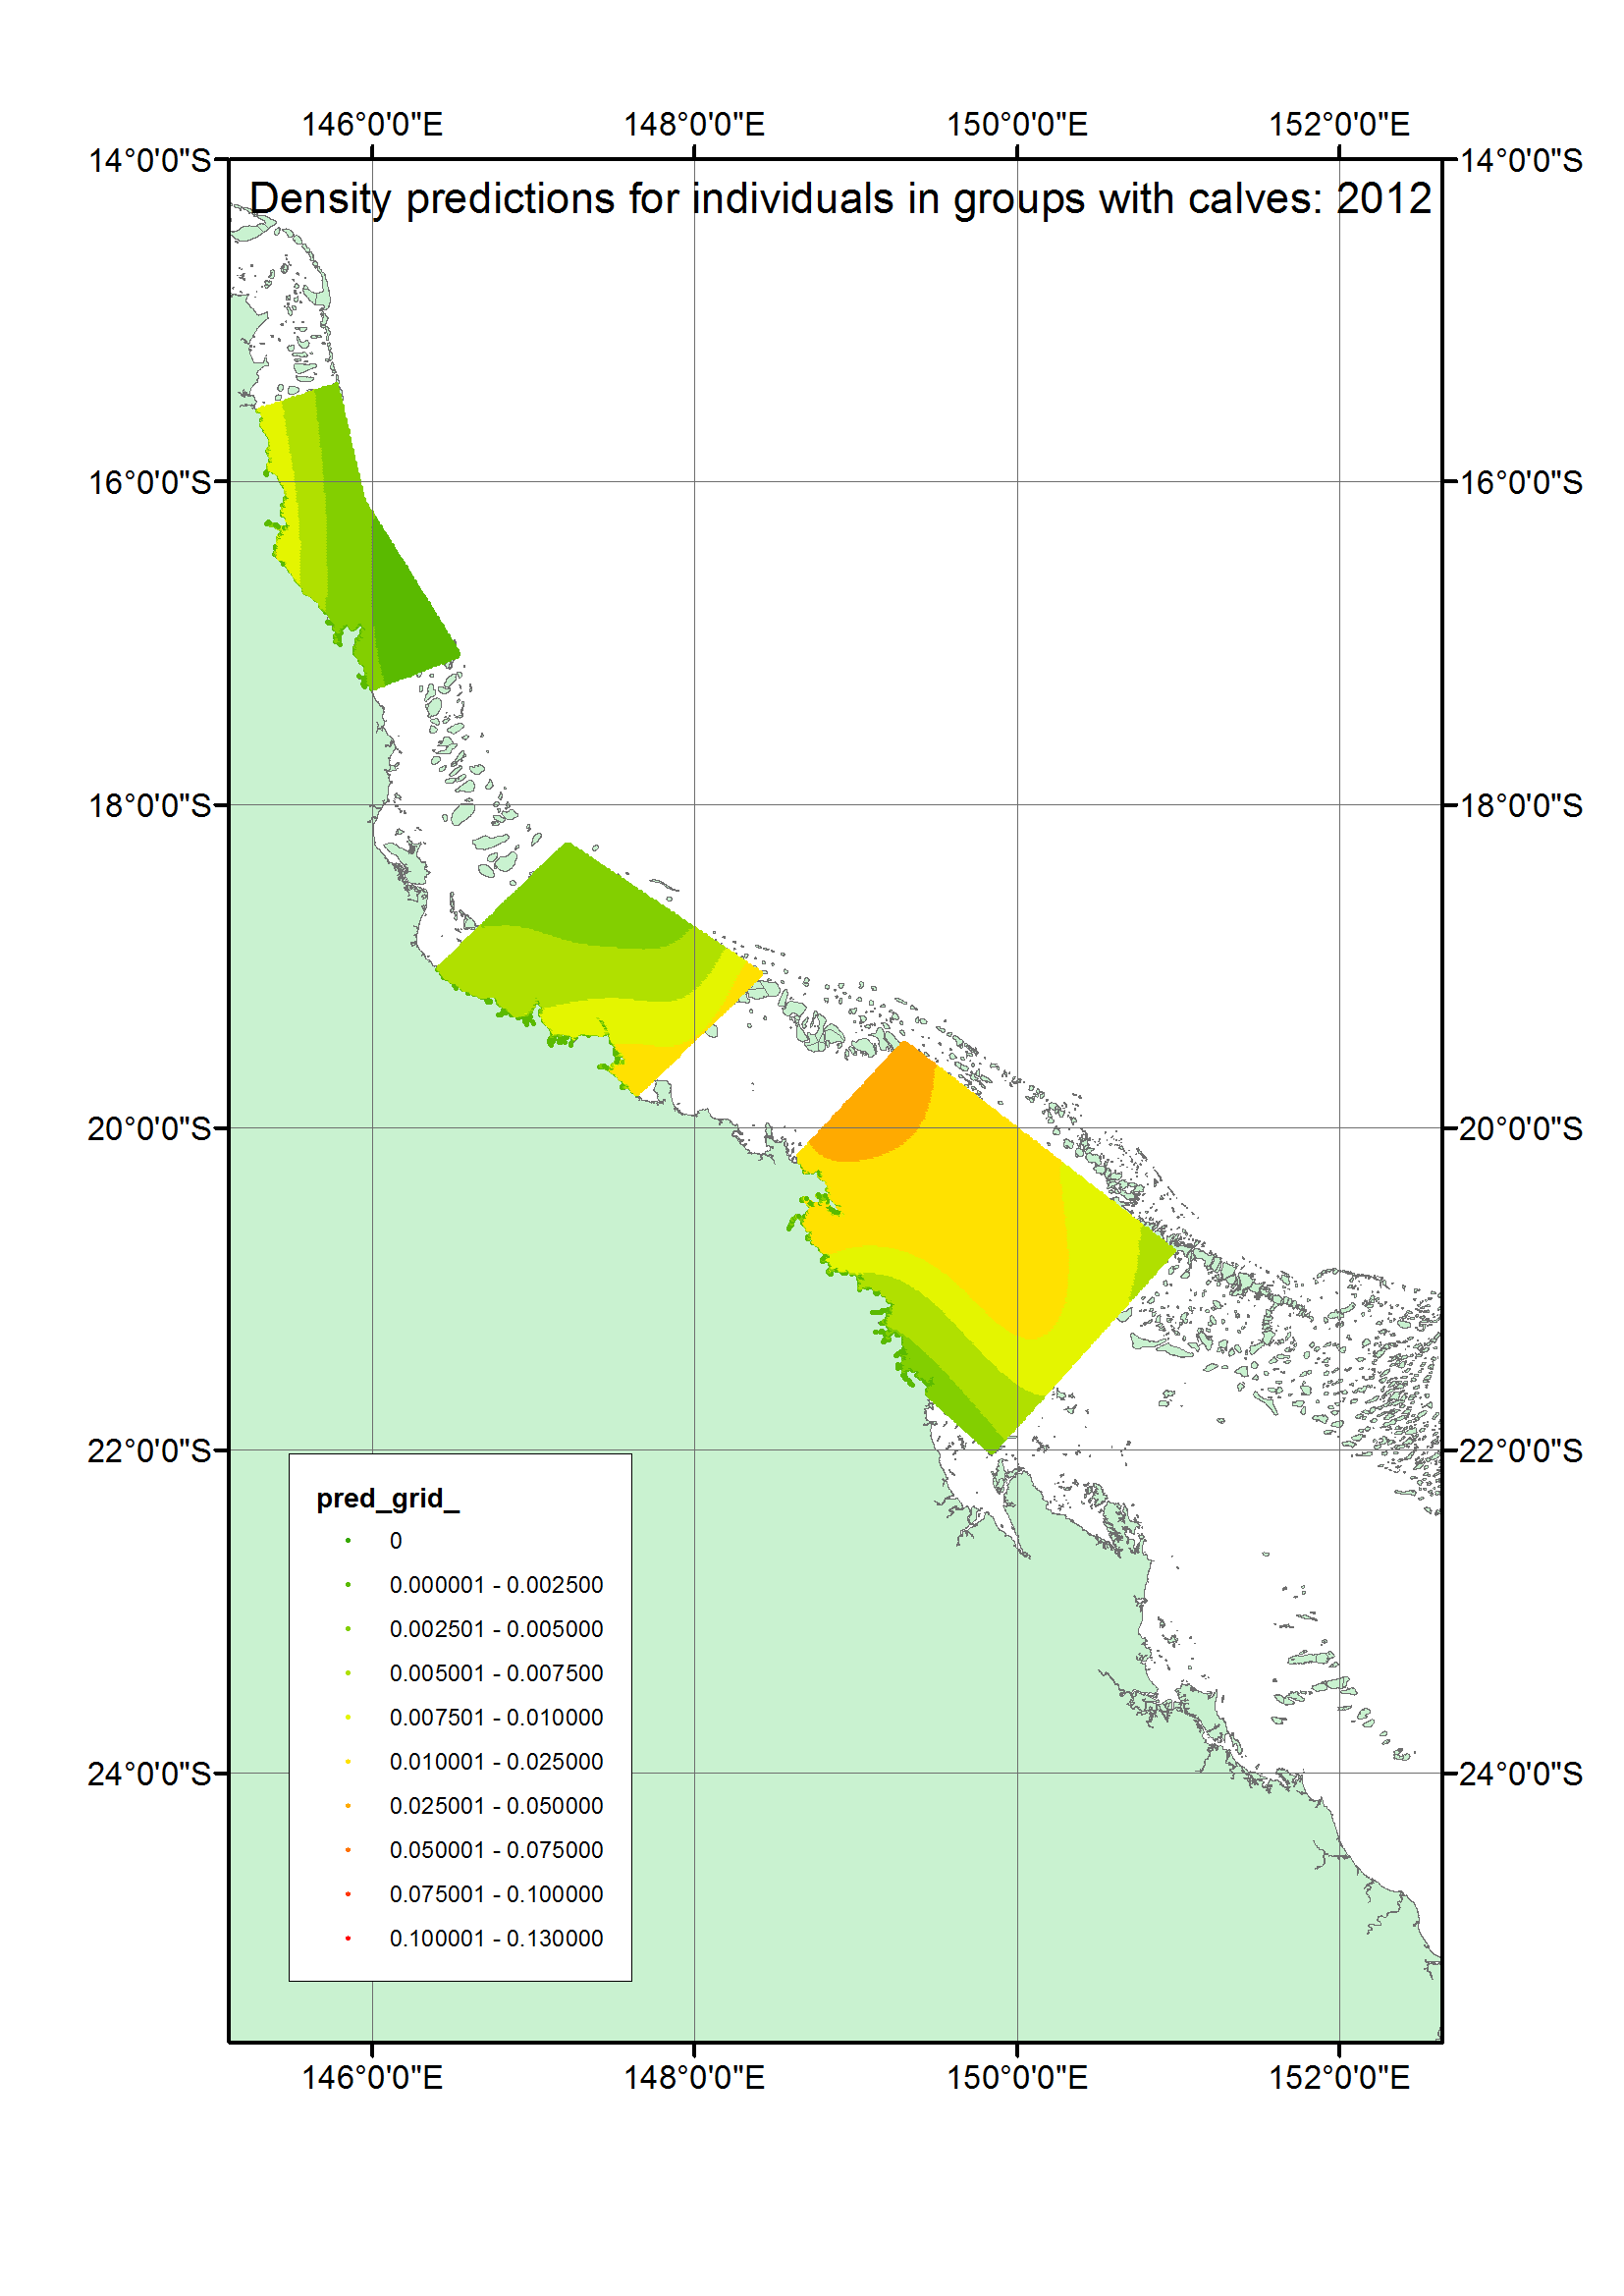 146°0'0"E 148°0'0"E 150°0'0"E 152°0'0"E
14°0'0"S 14°0'0"S
Density predictions for individuals in groups with calves: 2012
16°0'0"S 16°0'0"S
18°0'0"S 18°0'0"S
20°0'0"S 20°0'0"S
22°0'0"S 22°0'0"S
pred_grid_
0
0.000001 - 0.002500
0.002501 - 0.005000
0.005001 - 0.007500
0.007501 - 0.010000
0.010001 - 0.025000
24°0'0"S 24°0'0"S
0.025001 - 0.050000
0.050001 - 0.075000
0.075001 - 0.100000
0.100001 - 0.130000
146°0'0"E 148°0'0"E 150°0'0"E 152°0'0"E